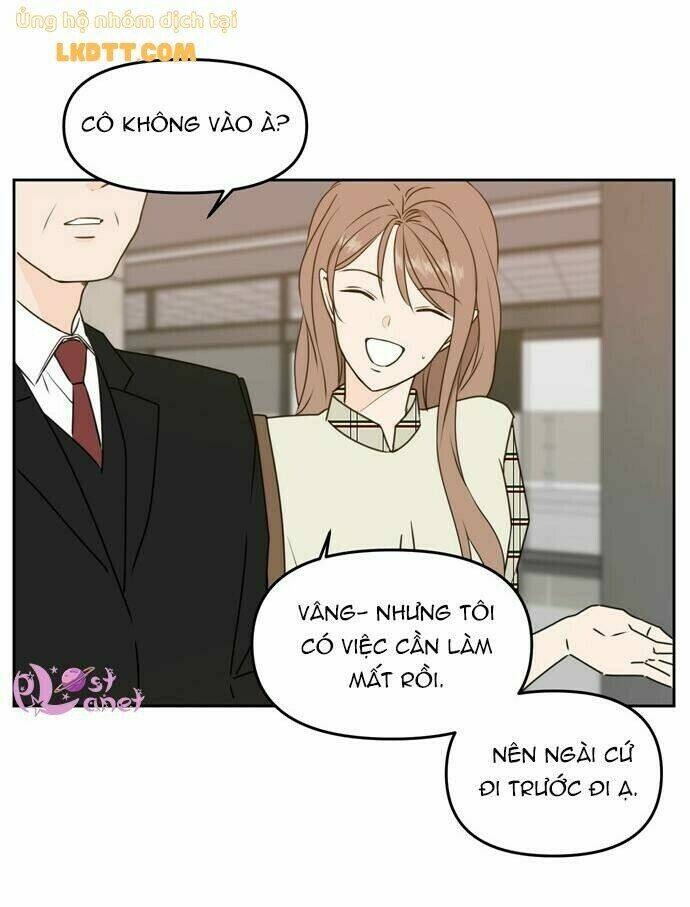 Ủng hộ nhóm dịch tại
LKDTT.COM
CÔ KHÔNG VÀO À?
VÂNG- NHƯNG TÔI
CÓ VIỆC CẦN LÀM
MẤT RỒI.
NÊN NGÀI CỨ
ĐI TRƯỚC ĐI Ạ.
Lost
Planet